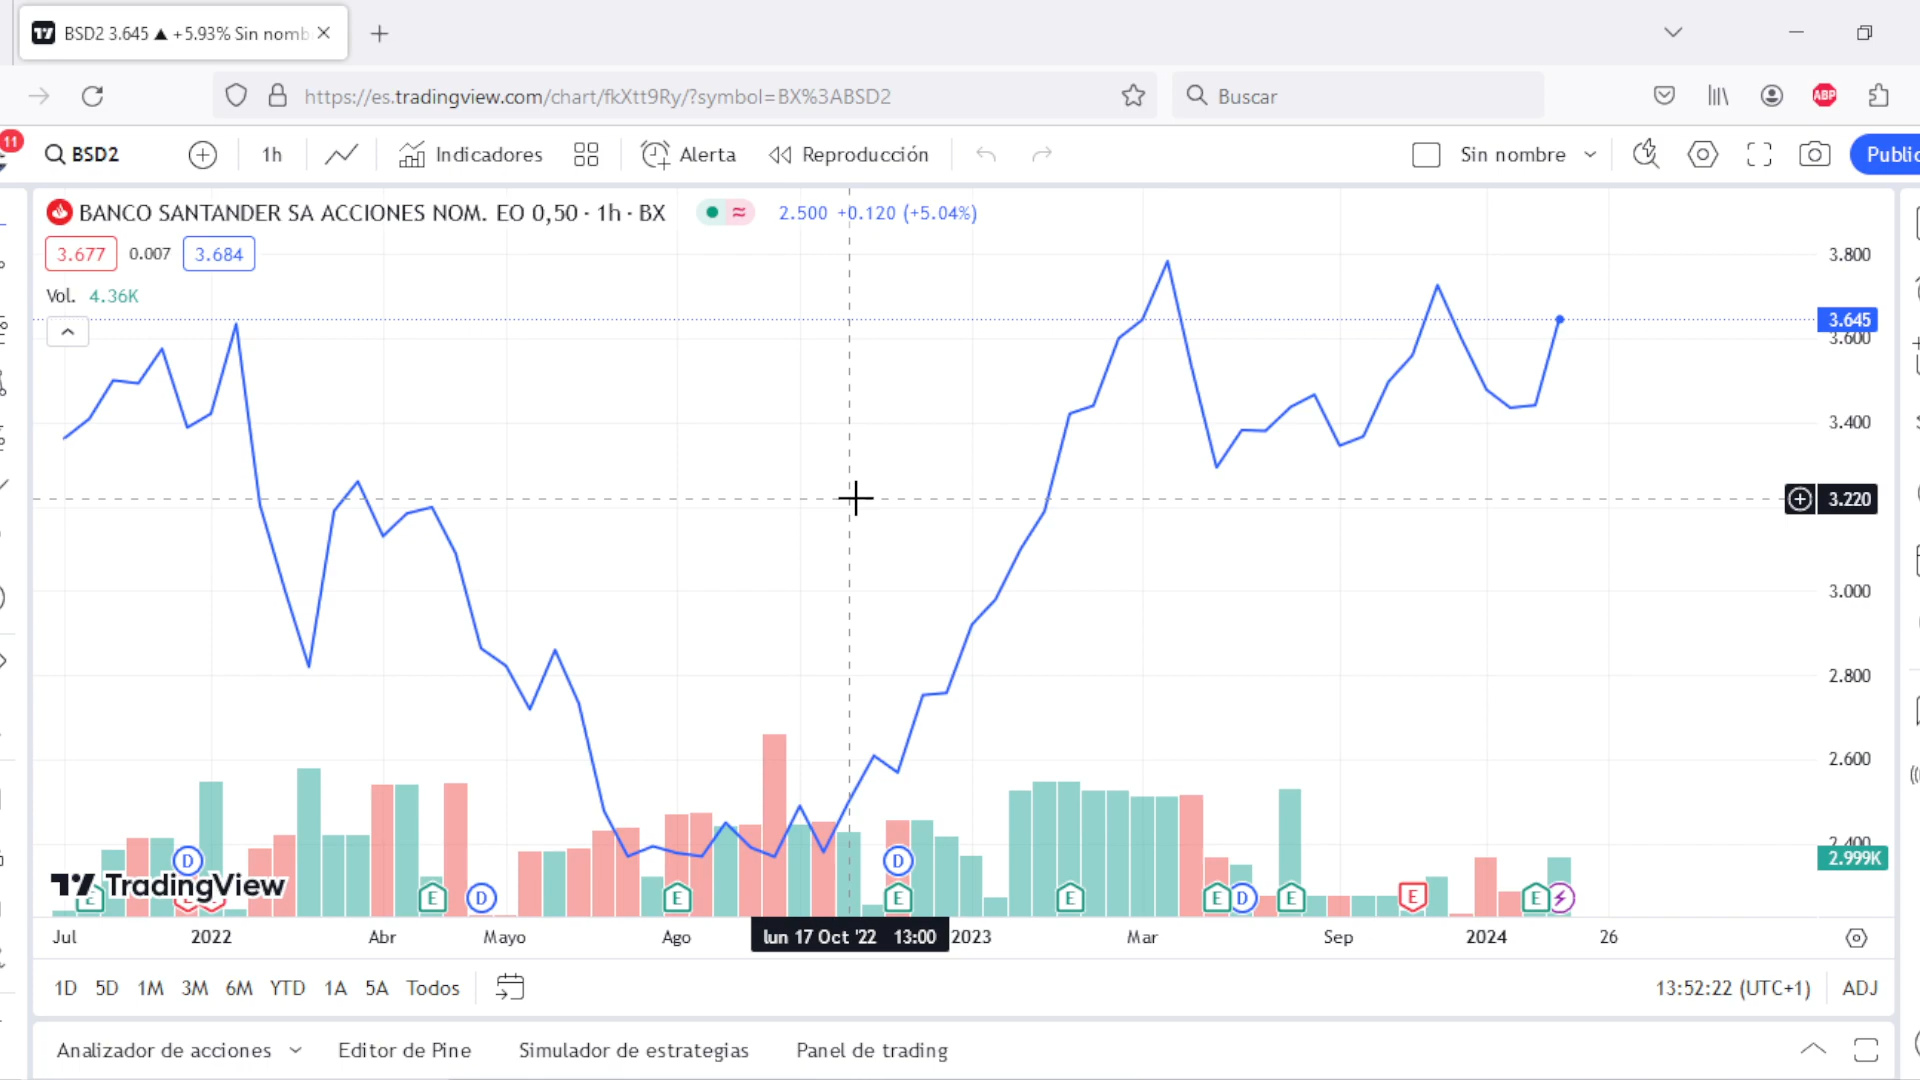 BSD2 3.645 ▲ +5.93% Sin nomb
https://es.tradingview.com/chart/fkXtt9Ry/?symbol=BX%3ABSD2
Buscar
ABP
11
BSD2
1h
Indicadores
Alerta
Reproducción
Sin nombre
Public
BANCO SANTANDER SA ACCIONES NOM. EO 0,50 · 1h · BX
2.500 +0.120 (+5.04%)
3.677
0.007
3.684
Vol. 4.36K
3.800
3.645
3.600
3.400
3.220
3.000
2.800
2.600
2.400
2.999K
D
D
E
E
D
E
E
E
E
D
E
E
E
TradingView
Jul
2022
Abr
Mayo
Ago
lun 17 Oct '22 13:00
2023
Mar
Sep
2024
26
1D
5D
1M
3M
6M
YTD
1A
5A
Todos
13:52:22 (UTC+1)
ADJ
Analizador de acciones
Editor de Pine
Simulador de estrategias
Panel de trading